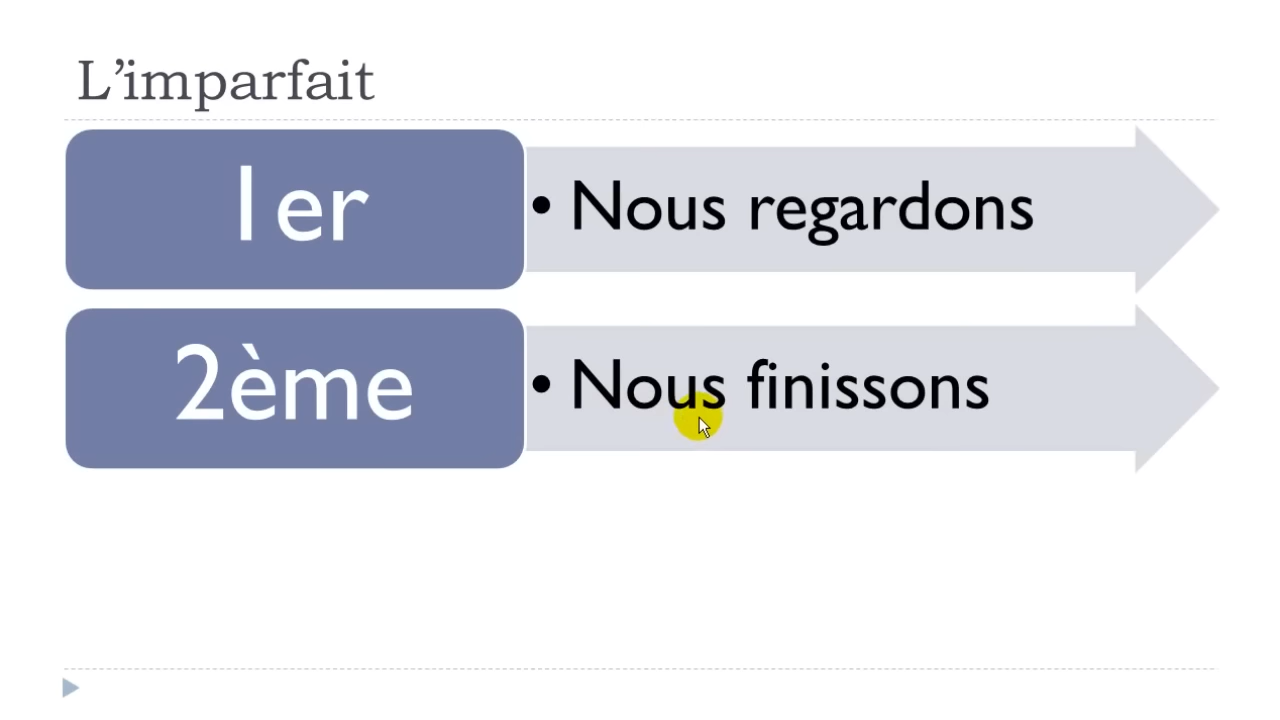 L’imparfait
1er
• Nous regardons
2ème
• Nous finissons